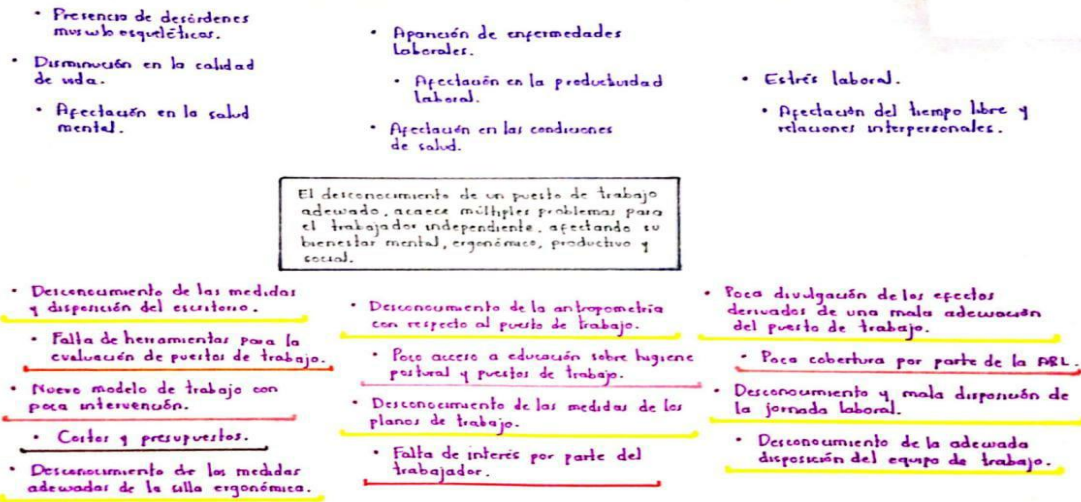 • Presencia de desórdenes
musculo esqueléticos.
• Disminución en la calidad
de vida.
• Afectación en la salud
mental.
• Aparición de enfermedades
Laborales.
• Afectación en la productividad
laboral.
• Afectación en las condiciones
de salud.
• Estrés laboral.
• Afectación del tiempo libre y
relaciones interpersonales.
El desconocimiento de un puesto de trabajo
adecuado, acaece múltiples problemas para
el trabajador independiente, afectando su
bienestar mental, ergonómico, productivo y
social.
• Desconocimiento de las medidas
y disposición del escritorio.
• Falta de herramientas para la
evaluación de puestos de trabajo.
• Nuevo modelo de trabajo con
poca intervención.
• Costos y presupuestos.
• Desconocimiento de las medidas
adecuadas de la silla ergonómica.
• Desconocimiento de la antropometría
con respecto al puesto de trabajo.
• Poco acceso a educación sobre higiene
postural y puestos de trabajo.
• Desconocimiento de las medidas de los
planos de trabajo.
• Falta de interés por parte del
trabajador.
• Poca divulgación de los efectos
derivados de una mala adecuación
del puesto de trabajo.
• Poca cobertura por parte de la ARL.
• Desconocimiento y mala disposición de
la jornada laboral.
• Desconocimiento de la adecuada
disposición del equipo de trabajo.